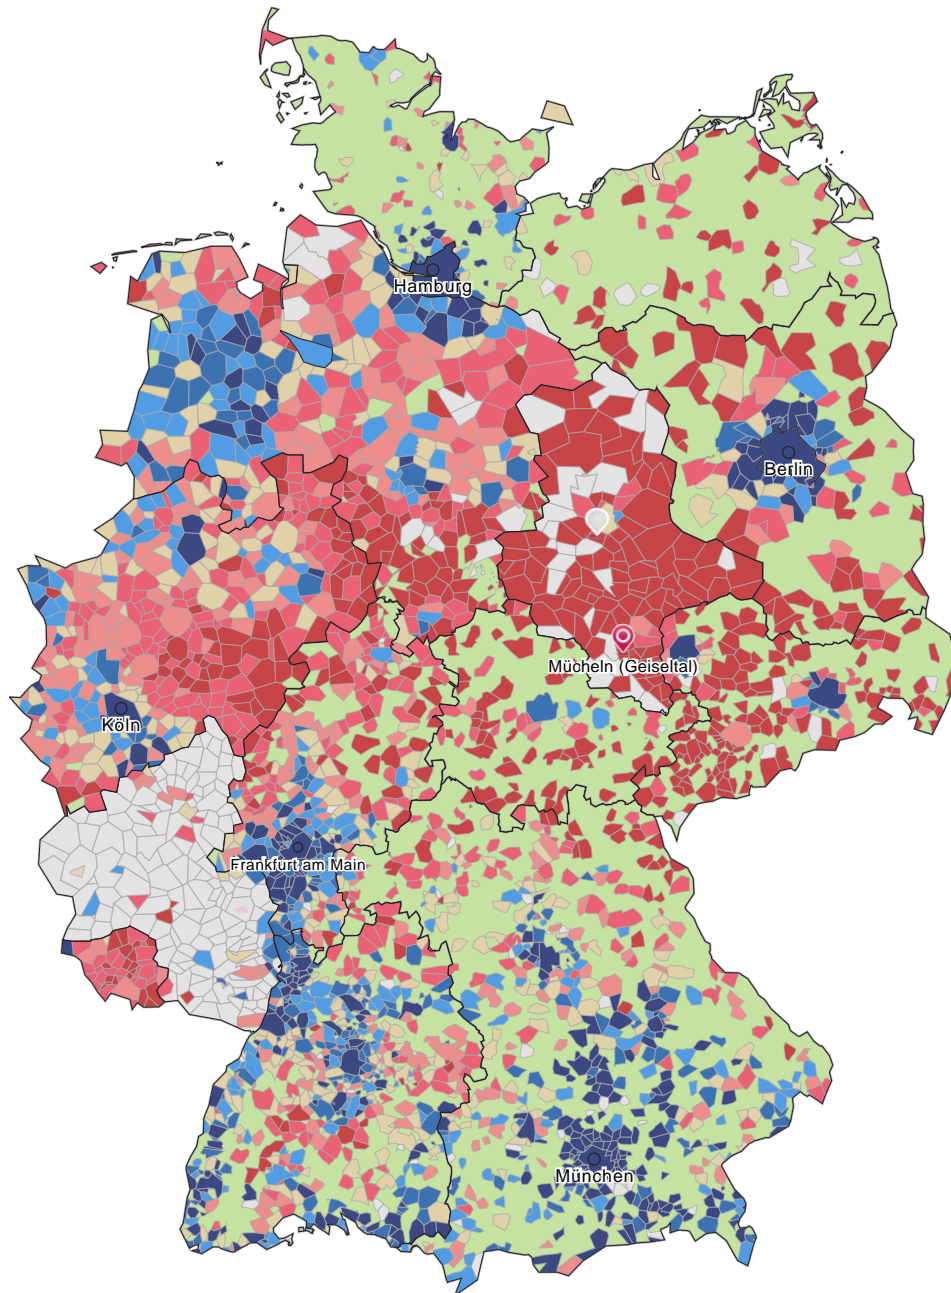 Hamburg
Berlin
Mücheln (Geiseltal)
Köln
Frankfurt am Main
München